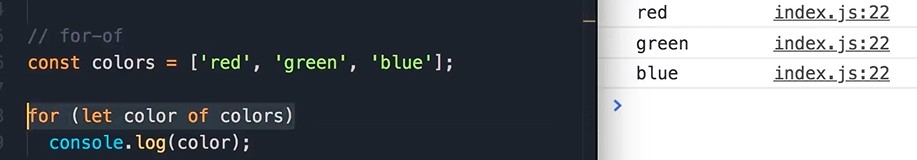 // for-of
const colors = ['red', 'green', 'blue'];
for (let color of colors)
console.log(color);
red index.js:22
green index.js:22
blue index.js:22
>